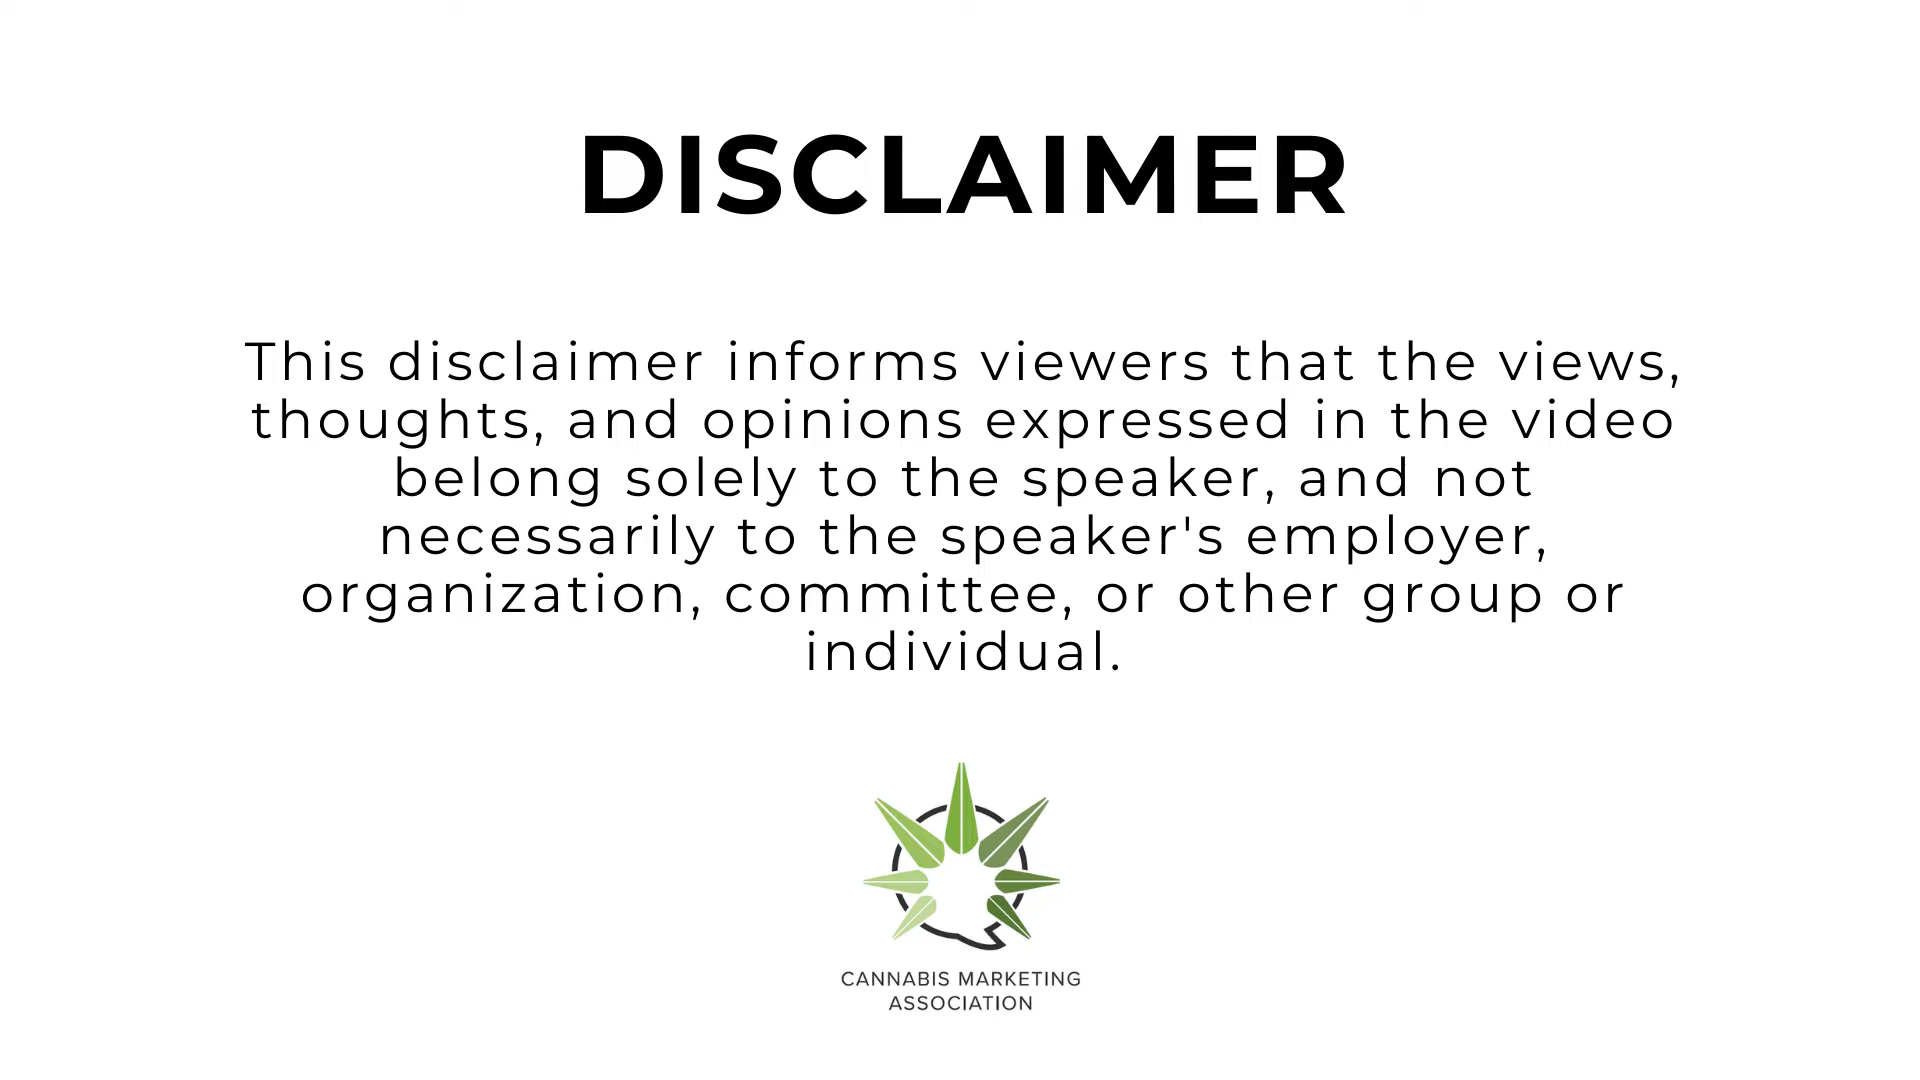 DISCLAIMER
This disclaimer informs viewers that the views,
thoughts, and opinions expressed in the video
belong solely to the speaker, and not
necessarily to the speaker's employer,
organization, committee, or other group or
individual.
CANNABIS MARKETING
ASSOCIATION